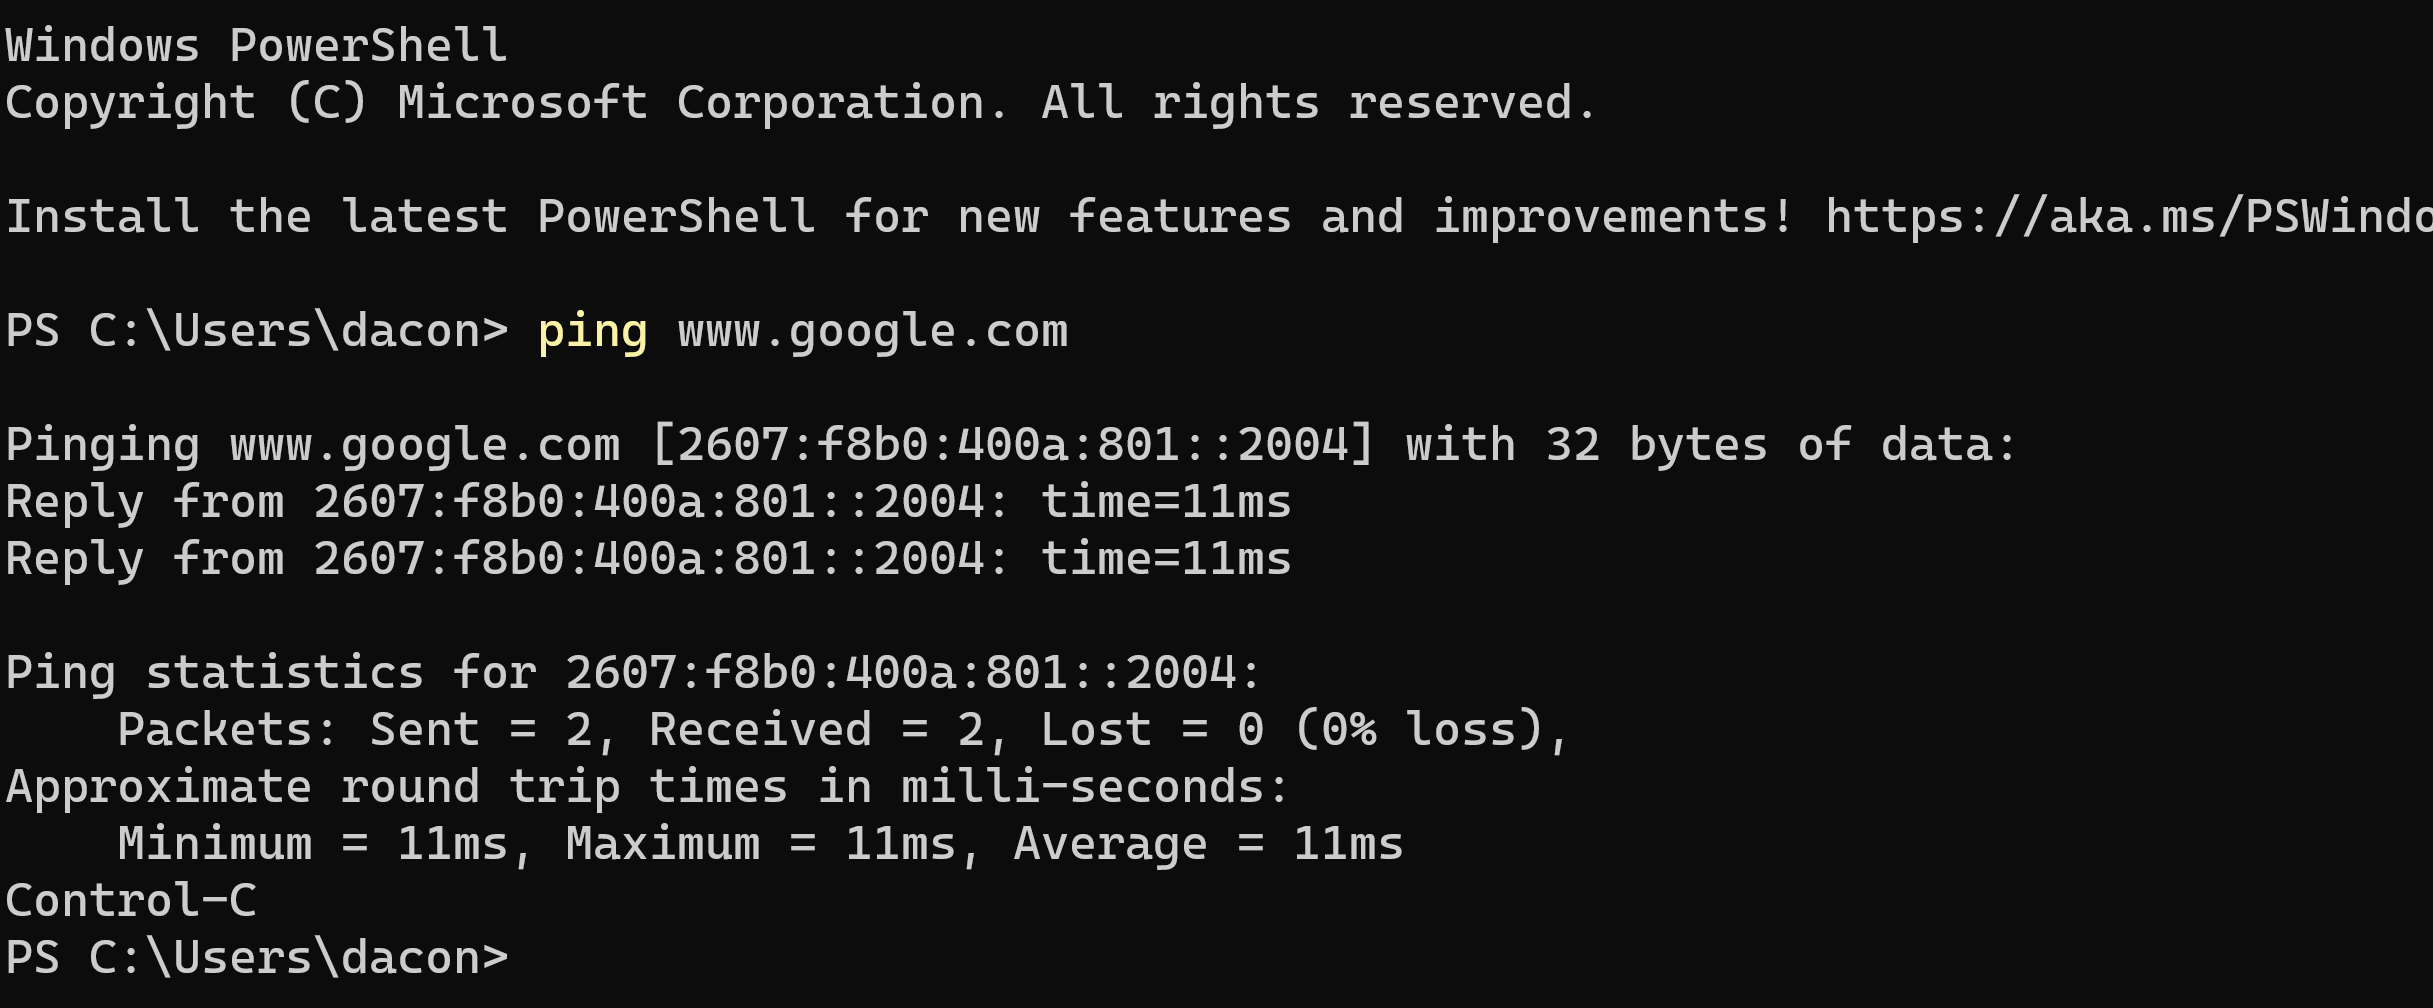 Windows PowerShell
Copyright (C) Microsoft Corporation. All rights reserved.
Install the latest PowerShell for new features and improvements! https://aka.ms/PSWindo
PS C:\Users\dacon> ping www.google.com
Pinging www.google.com [2607:f8b0:400a:801::2004] with 32 bytes of data:
Reply from 2607:f8b0:400a:801::2004: time=11ms
Reply from 2607:f8b0:400a:801::2004: time=11ms
Ping statistics for 2607:f8b0:400a:801::2004:
    Packets: Sent = 2, Received = 2, Lost = 0 (0% loss),
Approximate round trip times in milli-seconds:
    Minimum = 11ms, Maximum = 11ms, Average = 11ms
Control-C
PS C:\Users\dacon>